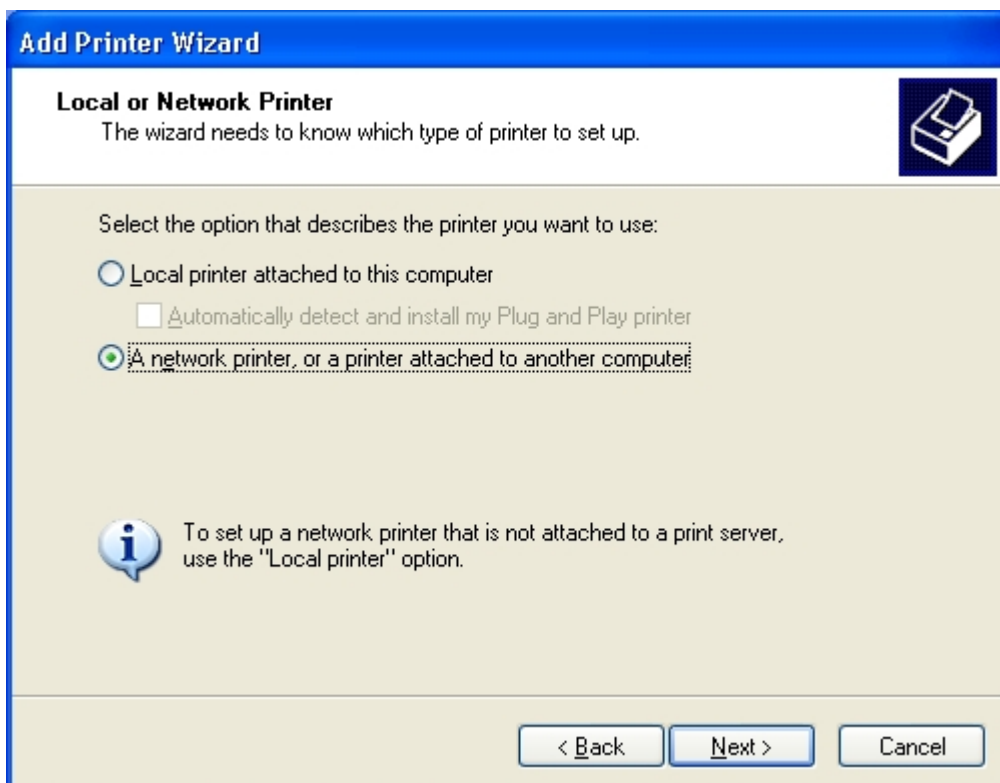 Add Printer Wizard
Local or Network Printer
The wizard needs to know which type of printer to set up.
Select the option that describes the printer you want to use:
Local printer attached to this computer
Automatically detect and install my Plug and Play printer
A network printer, or a printer attached to another computer
To set up a network printer that is not attached to a print server,
use the "Local printer" option.
< Back
Next >
Cancel